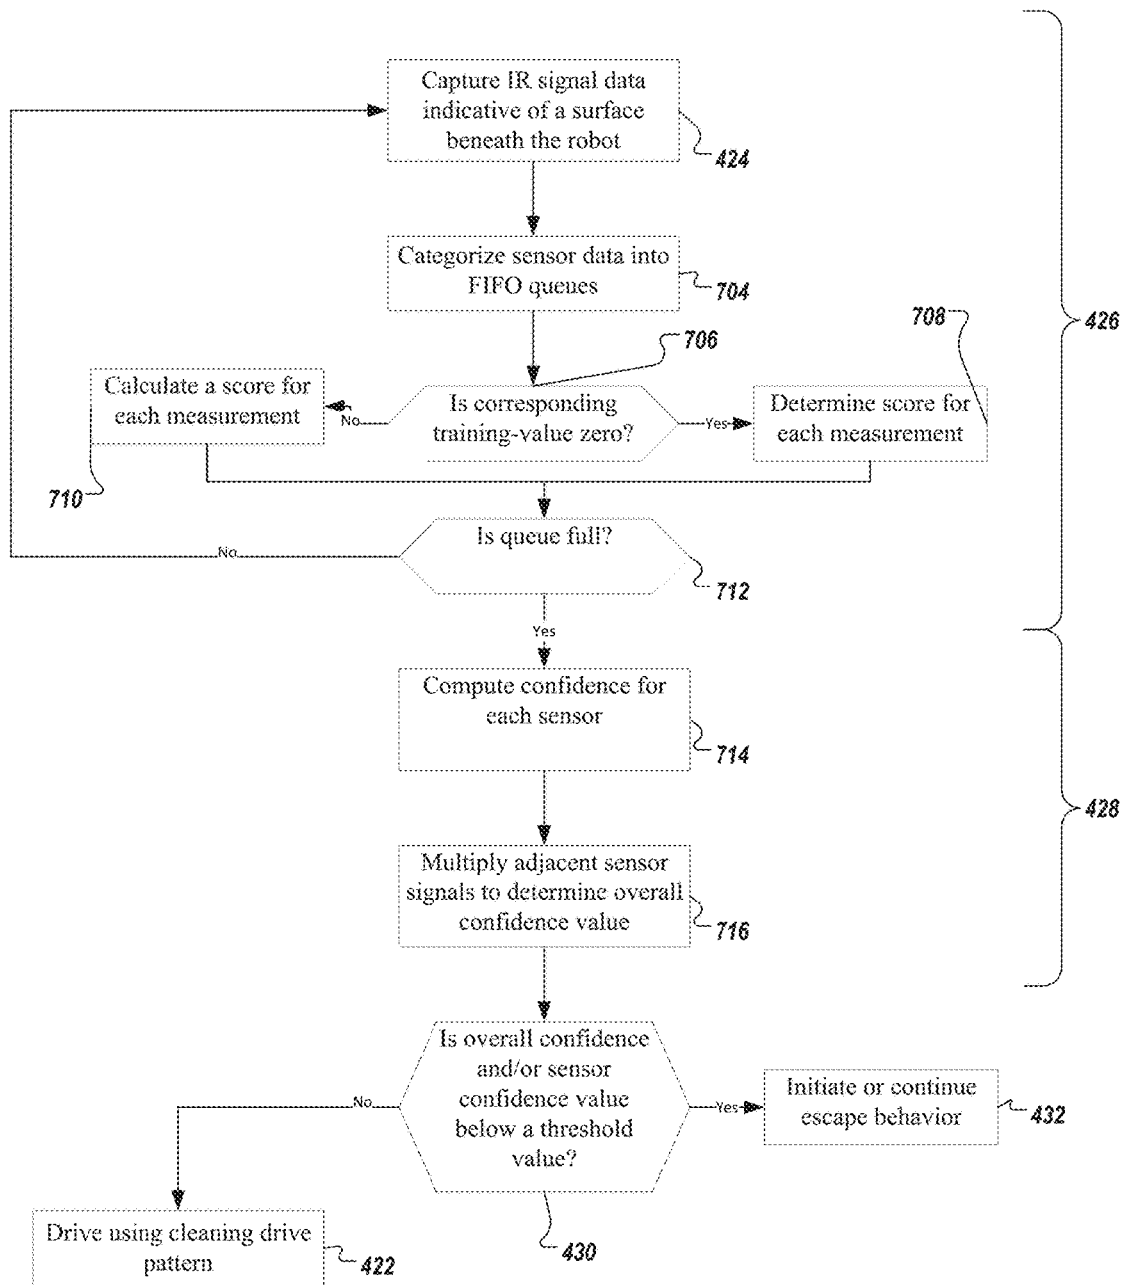 Capture IR signal data
indicative of a surface
beneath the robot
424
Categorize sensor data into
FIFO queues
704
706
708
426
Calculate a score for
each measurement
No
Is corresponding
training-value zero?
Yes
Determine score for
each measurement
710
Is queue full?
No
712
Yes
Compute confidence for
each sensor
714
428
Multiply adjacent sensor
signals to determine overall
confidence value
716
Is overall confidence
and/or sensor
confidence value
below a threshold
value?
No
Yes
Initiate or continue
escape behavior
432
430
Drive using cleaning drive
pattern
422